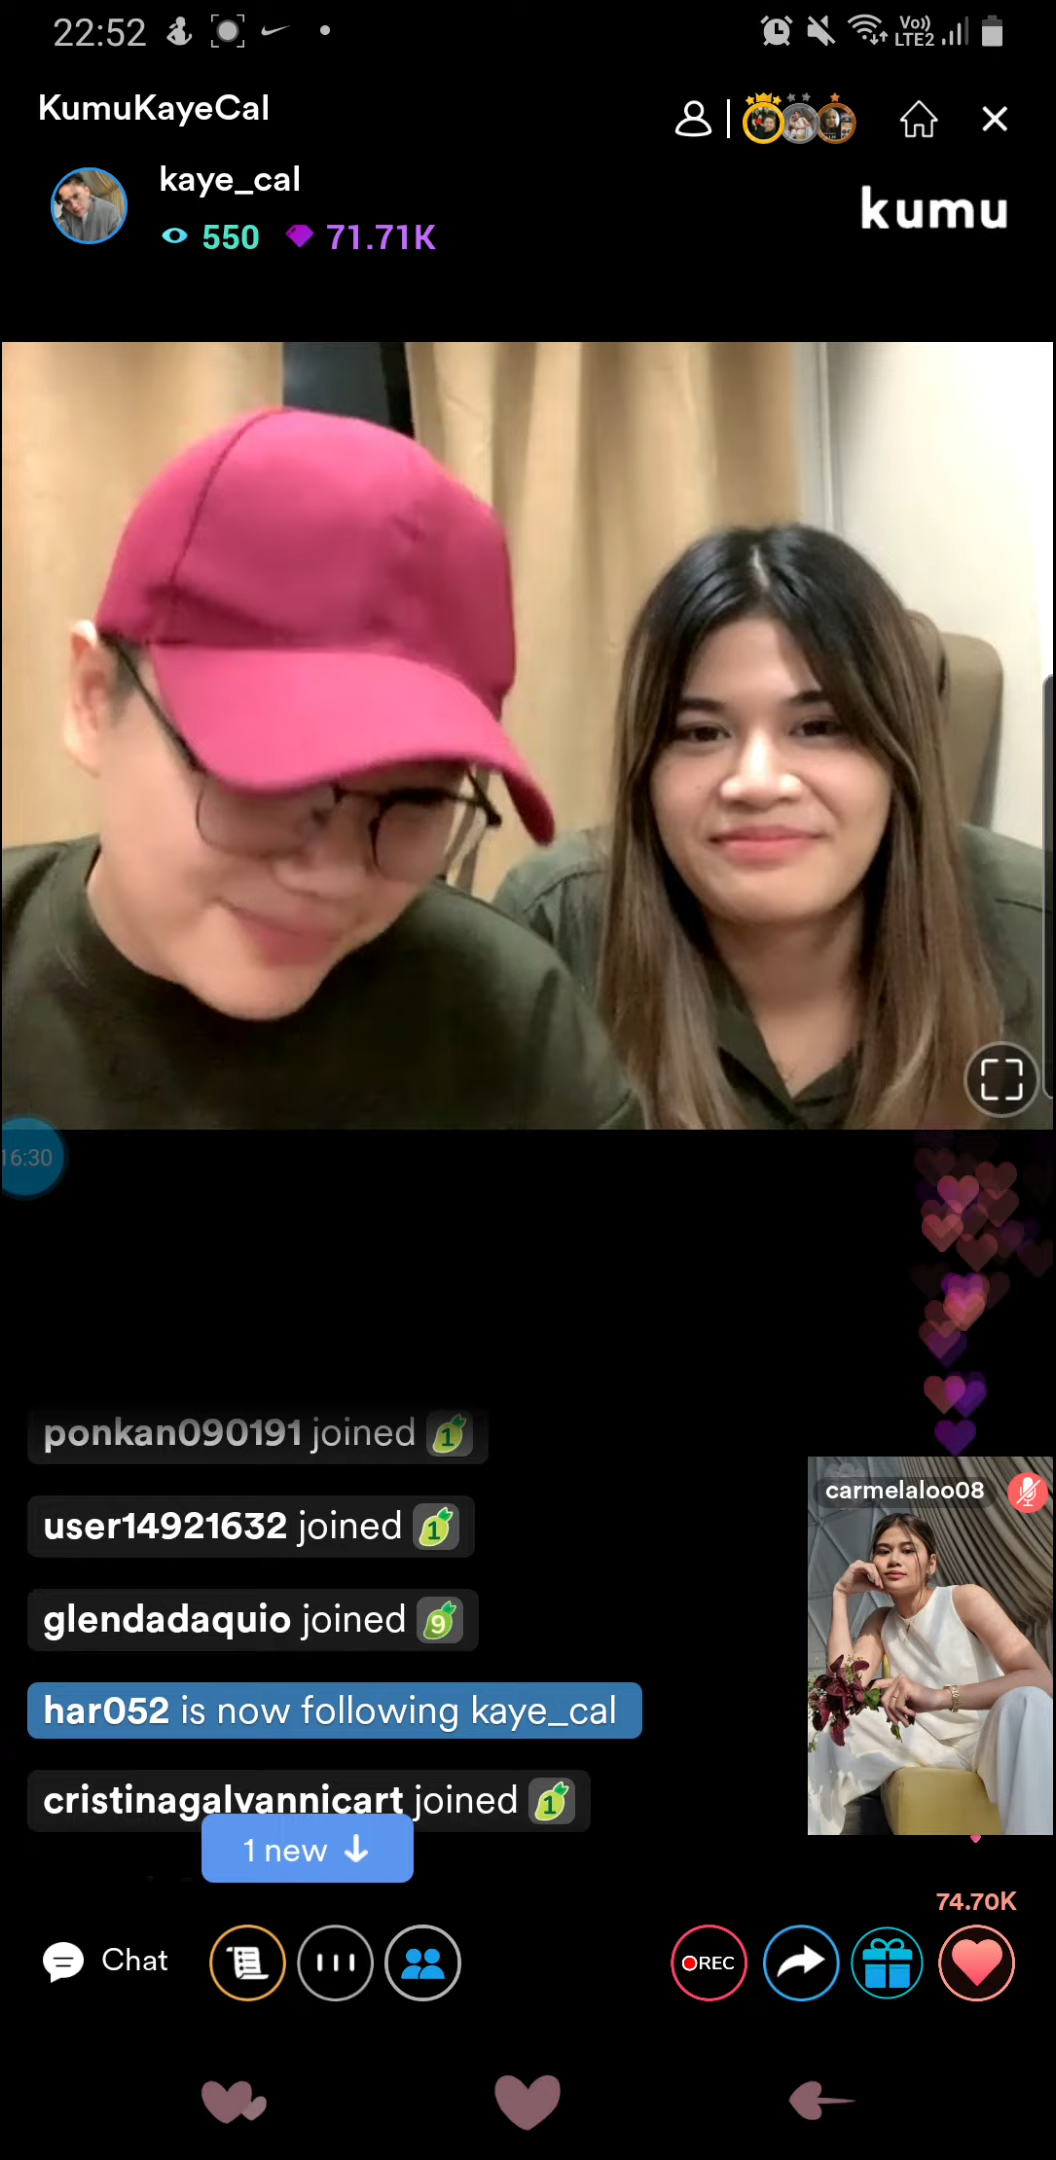 22:52
Vo))
LTE2
KumuKayeCal
kaye_cal
550 71.71K
kumu
16:30
ponkan090191 joined 1
user14921632 joined 1
glendadaquio joined 9
har052 is now following kaye_cal
cristinagalvannicart joined 1
1 new
carmelaloo08
74.70K
Chat
REC